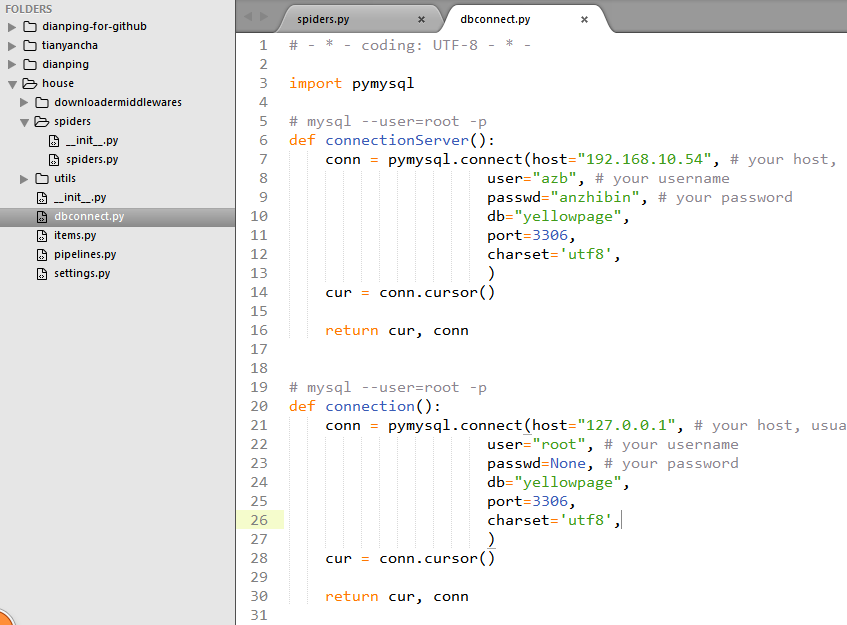 FOLDERS
dianping-for-github
tianyancha
dianping
house
downloadermiddlewares
spiders
__init__.py
spiders.py
utils
__init__.py
dbconnect.py
items.py
pipelines.py
settings.py
spiders.py × dbconnect.py ×
1 # - * - coding: UTF-8 - * -
2
3 import pymysql
4
5 # mysql --user=root -p
6 def connectionServer():
7 conn = pymysql.connect(host="192.168.10.54", # your host,
8 user="azb", # your username
9 passwd="anzhibin", # your password
10 db="yellowpage",
11 port=3306,
12 charset='utf8',
13 )
14 cur = conn.cursor()
15
16 return cur, conn
17
18
19 # mysql --user=root -p
20 def connection():
21 conn = pymysql.connect(host="127.0.0.1", # your host, usua
22 user="root", # your username
23 passwd=None, # your password
24 db="yellowpage",
25 port=3306,
26 charset='utf8',
27 )
28 cur = conn.cursor()
29
30 return cur, conn
31